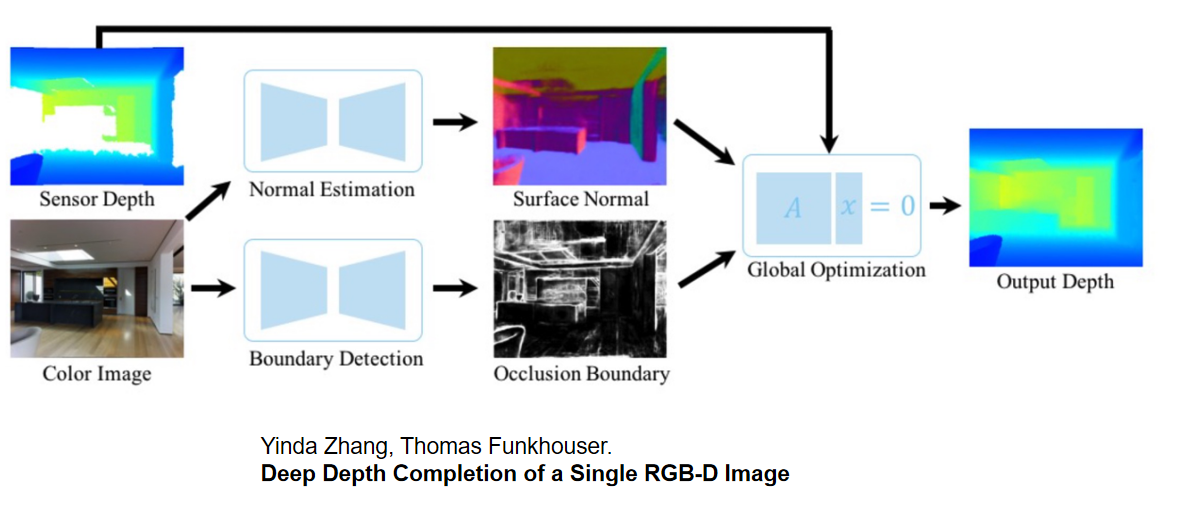 Sensor Depth
Normal Estimation
Surface Normal
A x = 0
Global Optimization
Output Depth
Color Image
Boundary Detection
Occlusion Boundary
Yinda Zhang, Thomas Funkhouser.
Deep Depth Completion of a Single RGB-D Image